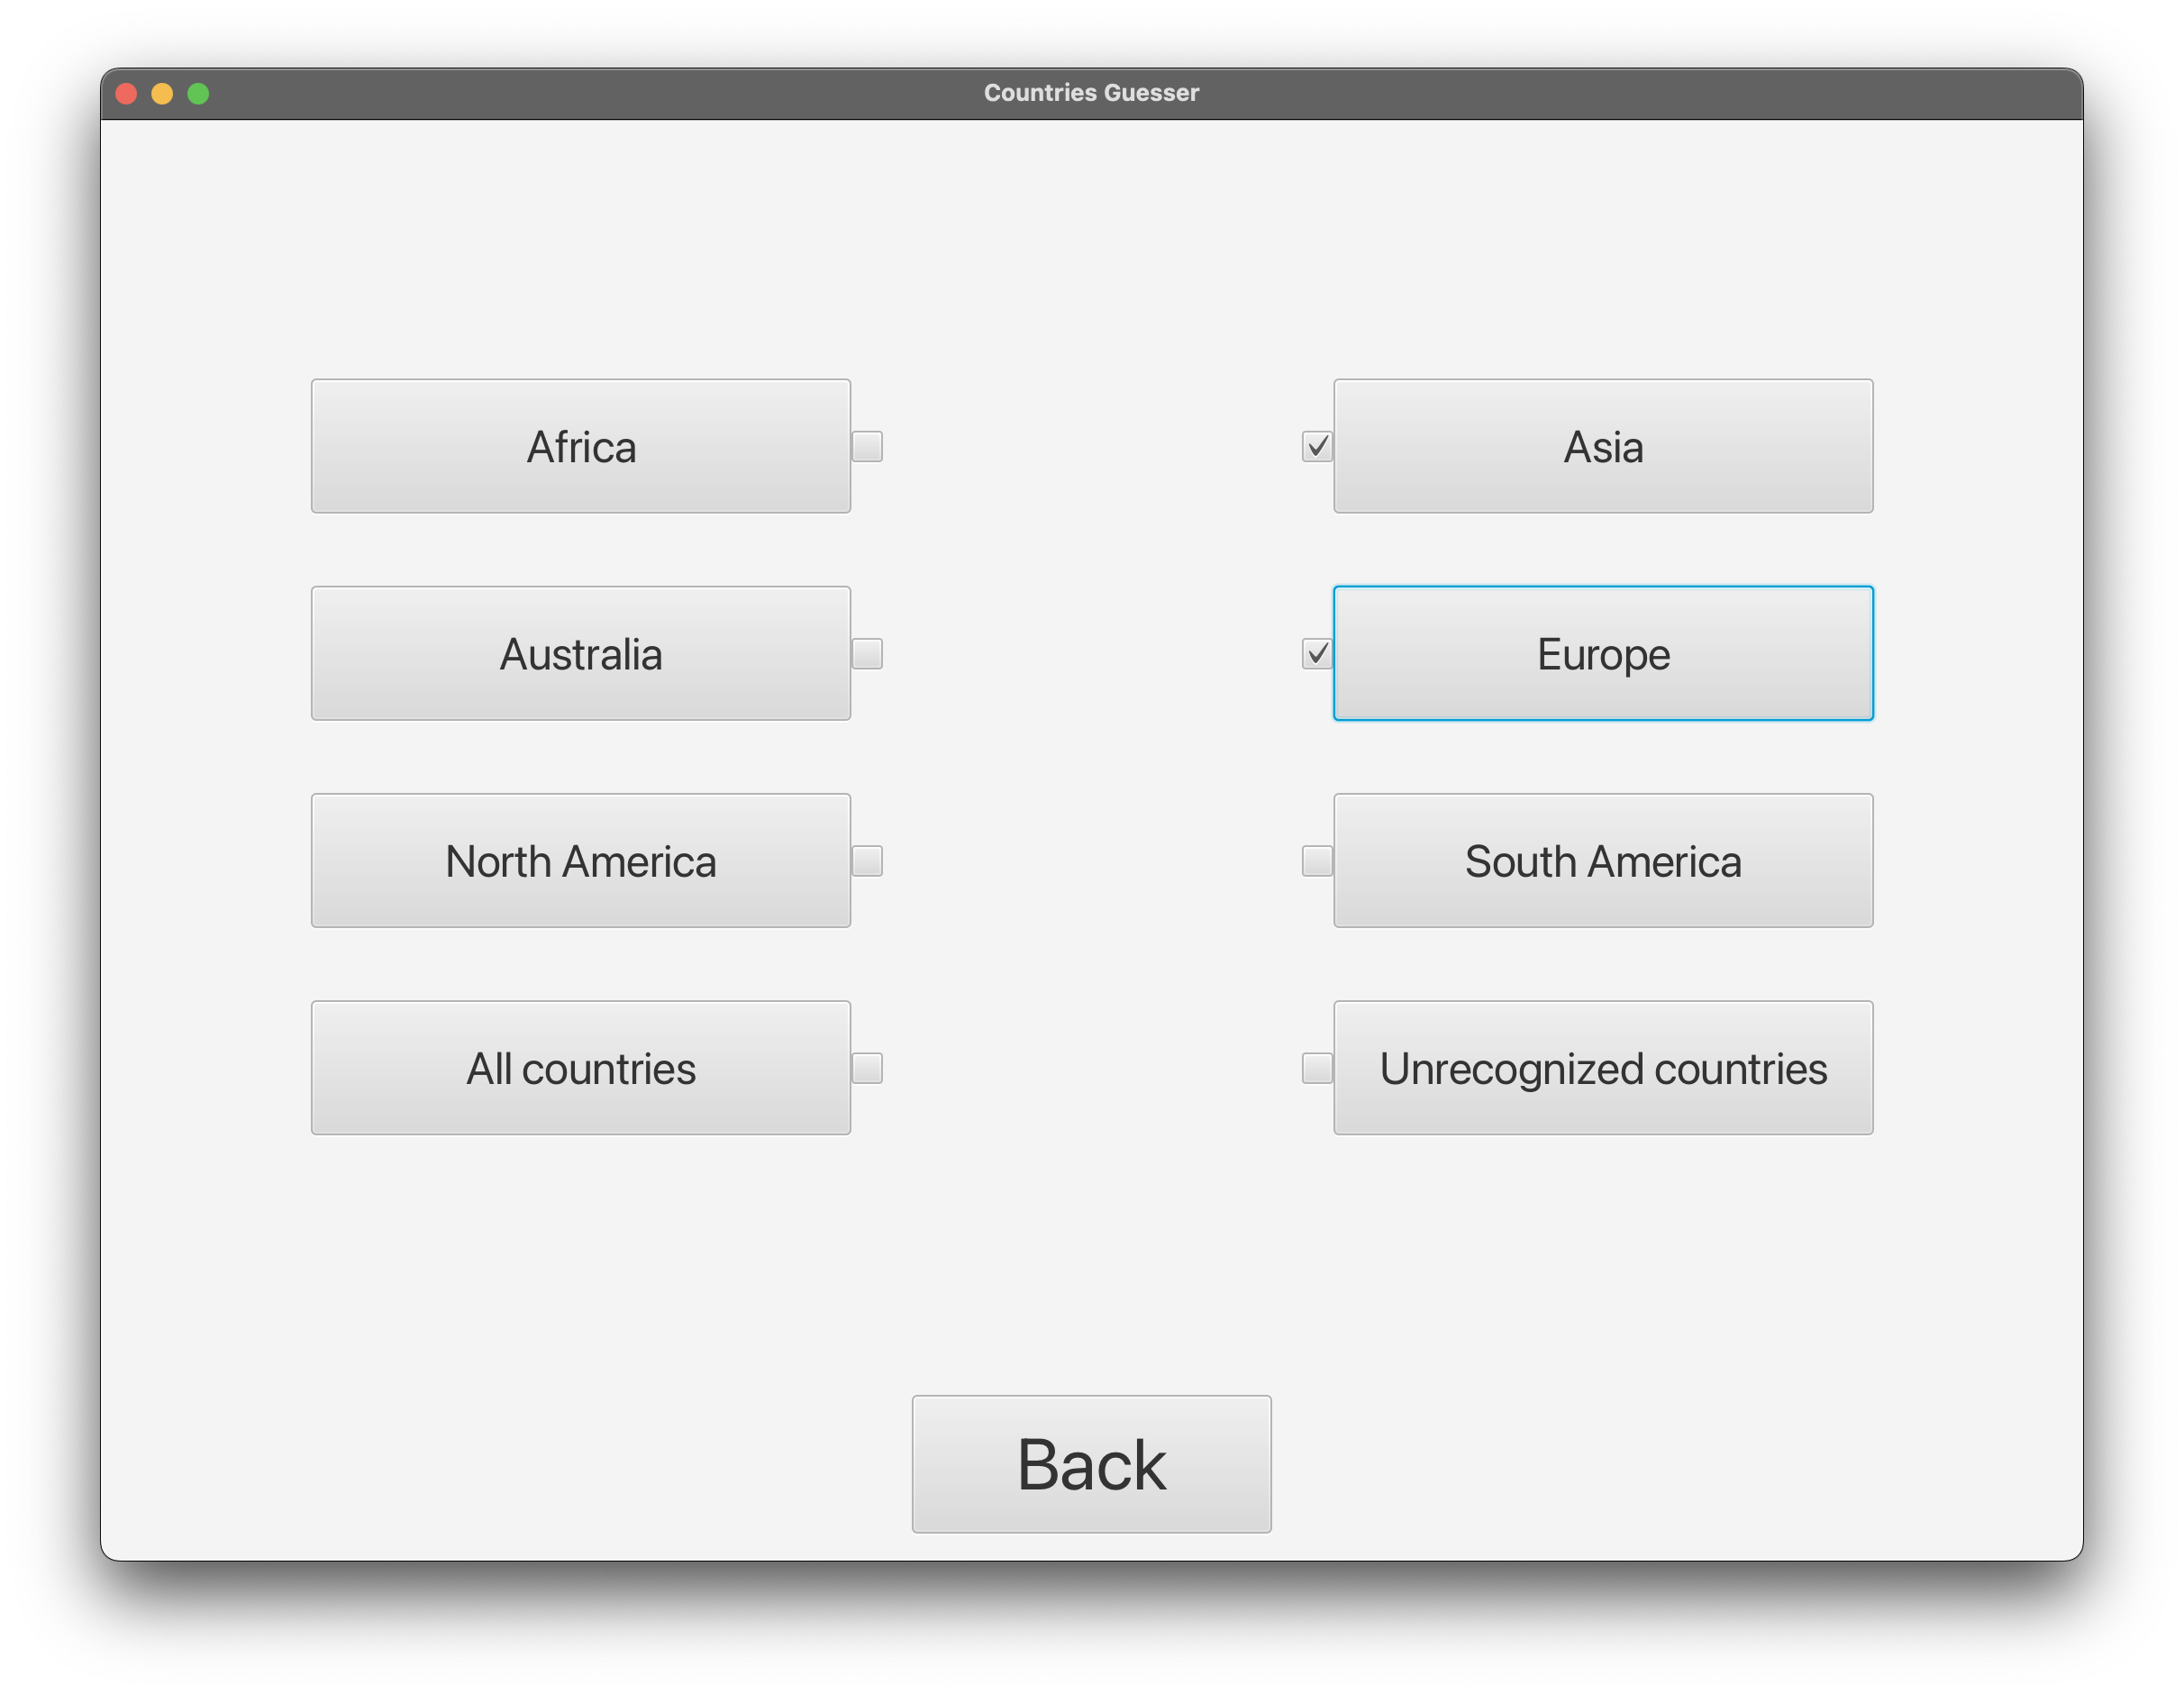 Countries Guesser
Africa
Asia
Australia
Europe
North America
South America
All countries
Unrecognized countries
Back